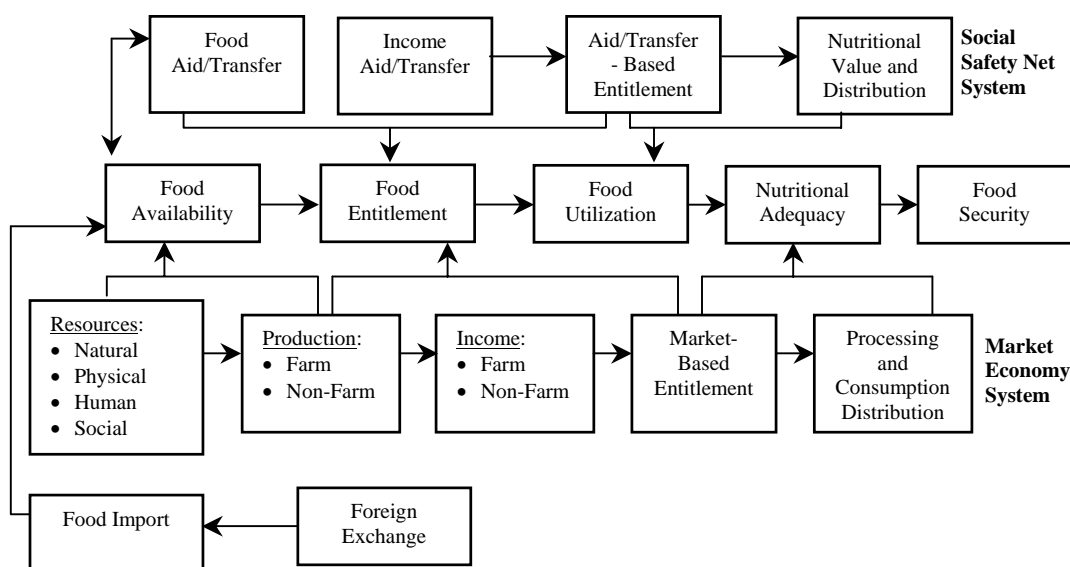 Food
Aid/Transfer
Income
Aid/Transfer
Aid/Transfer
- Based
Entitlement
Nutritional
Value and
Distribution
Social
Safety Net
System
Food
Availability
Food
Entitlement
Food
Utilization
Nutritional
Adequacy
Food
Security
Resources:
• Natural
• Physical
• Human
• Social
Production:
• Farm
• Non-Farm
Income:
• Farm
• Non-Farm
Market-
Based
Entitlement
Processing
and
Consumption
Distribution
Market
Economy
System
Food Import
Foreign
Exchange